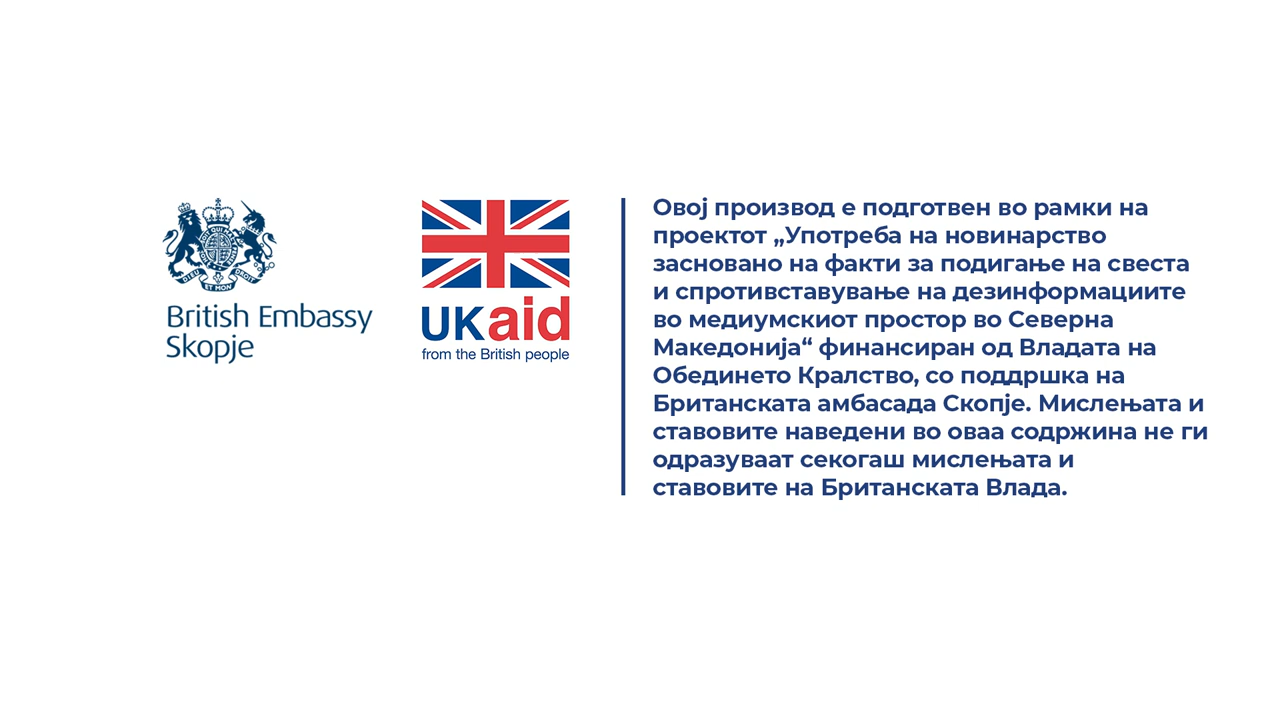 British Embassy
Skopje
UKaid
from the British people
Овој производ е подготвен во рамки на
проектот „Употреба на новинарство
засновано на факти за подигање на свеста
и спротивставување на дезинформациите
во медиумскиот простор во Северна
Македонија“ финансиран од Владата на
Обединето Кралство, со поддршка на
Британската амбасада Скопје. Мислењата и
ставовите наведени во оваа содржина не ги
одразуваат секогаш мислењата и
ставовите на Британската Влада.